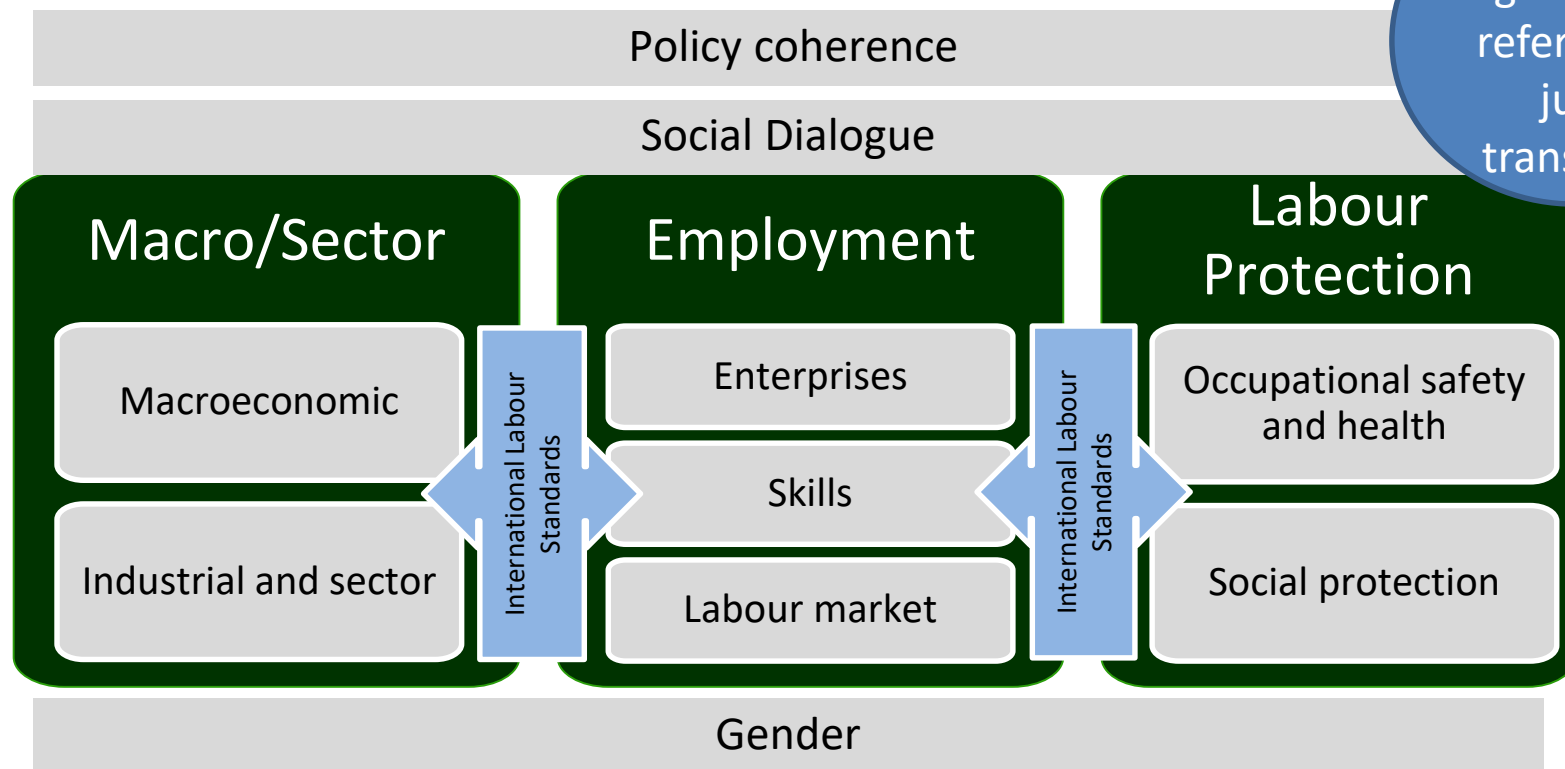 Policy coherence
Social Dialogue
Macro/Sector
Macroeconomic
Industrial and sector
International Labour
Standards
Employment
Enterprises
Skills
Labour market
International Labour
Standards
Labour
Protection
Occupational safety
and health
Social protection
Gender